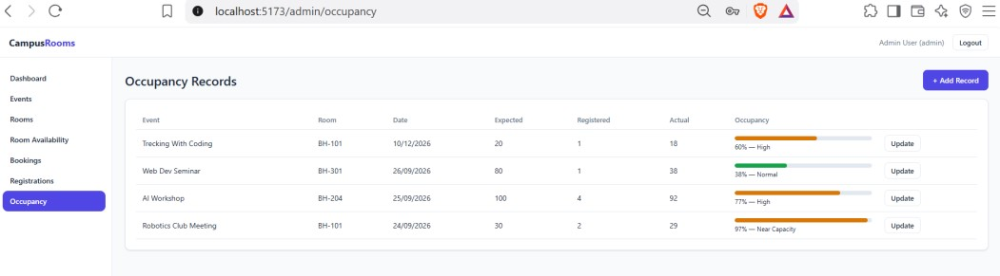 localhost:5173/admin/occupancy
CampusRooms
Admin User (admin) Logout
Dashboard
Events
Rooms
Room Availability
Bookings
Registrations
Occupancy
Occupancy Records + Add Record
Event Room Date Expected Registered Actual Occupancy
Trecking With Coding BH-101 10/12/2026 20 1 18 60% — High Update
Web Dev Seminar BH-301 26/09/2026 80 1 38 38% — Normal Update
AI Workshop BH-204 25/09/2026 100 4 92 77% — High Update
Robotics Club Meeting BH-101 24/09/2026 30 2 29 97% — Near Capacity Update